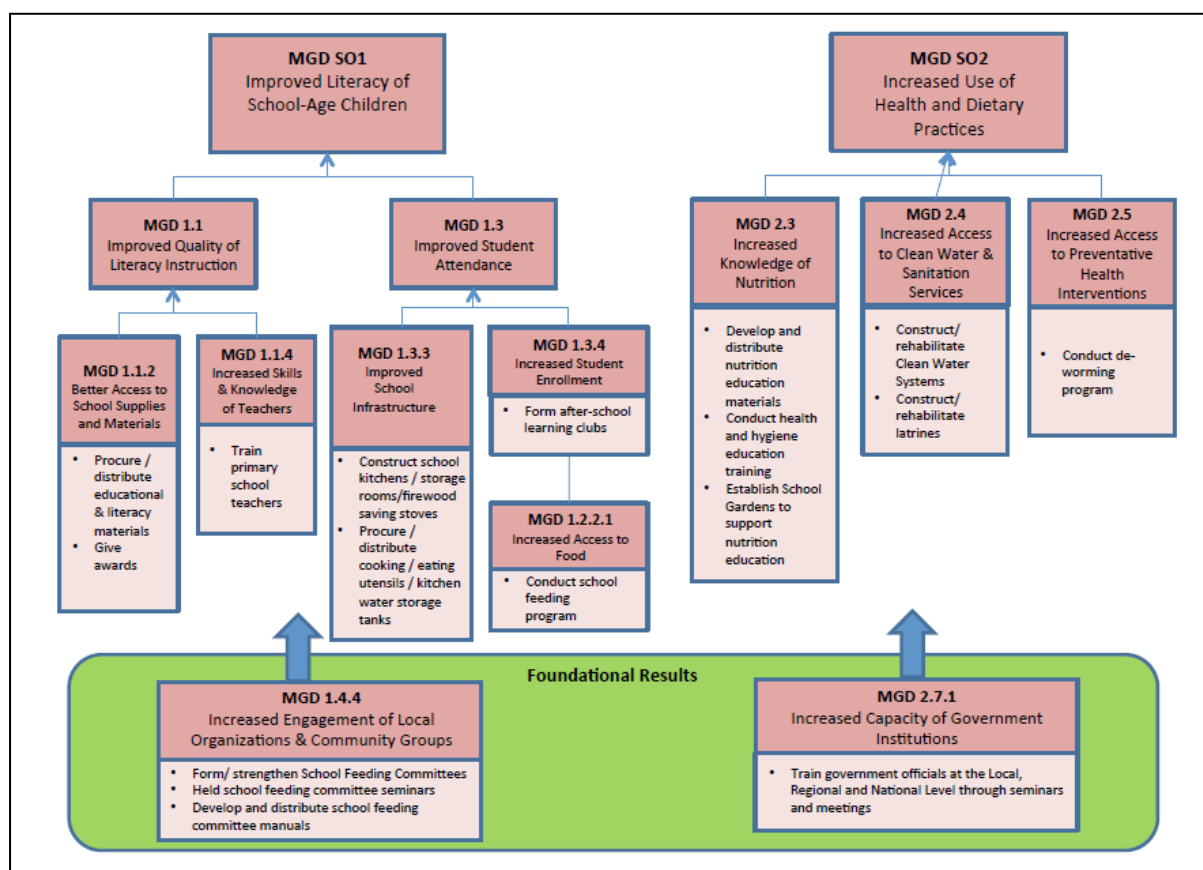 MGD SO1
Improved Literacy of
School-Age Children
MGD SO2
Increased Use of
Health and Dietary
Practices
MGD 1.1
Improved Quality of
Literacy Instruction
MGD 1.3
Improved Student
Attendance
MGD 2.3
Increased
Knowledge of
Nutrition
• Develop and
distribute
nutrition
education
materials
• Conduct health
and hygiene
education
training
• Establish School
Gardens to
support
nutrition
education
MGD 2.4
Increased Access
to Clean Water &
Sanitation
Services
• Construct/
rehabilitate
Clean Water
Systems
• Construct/
rehabilitate
latrines
MGD 2.5
Increased Access
to Preventative
Health
Interventions
• Conduct de-
worming
program
MGD 1.1.2
Better Access to
School Supplies
and Materials
• Procure /
distribute
educational
& literacy
materials
• Give
awards
MGD 1.1.4
Increased Skills
& Knowledge
of Teachers
• Train
primary
school
teachers
MGD 1.3.3
Improved
School
Infrastructure
• Construct school
kitchens / storage
rooms/firewood
saving stoves
• Procure /
distribute
cooking / eating
utensils / kitchen
water storage
tanks
MGD 1.3.4
Increased Student
Enrollment
• Form after-school
learning clubs
MGD 1.2.2.1
Increased Access to
Food
• Conduct school
feeding
program
Foundational Results
MGD 1.4.4
Increased Engagement of Local
Organizations & Community Groups
• Form/ strengthen School Feeding Committees
• Held school feeding committee seminars
• Develop and distribute school feeding
committee manuals
MGD 2.7.1
Increased Capacity of Government
Institutions
• Train government officials at the Local,
Regional and National Level through seminars
and meetings